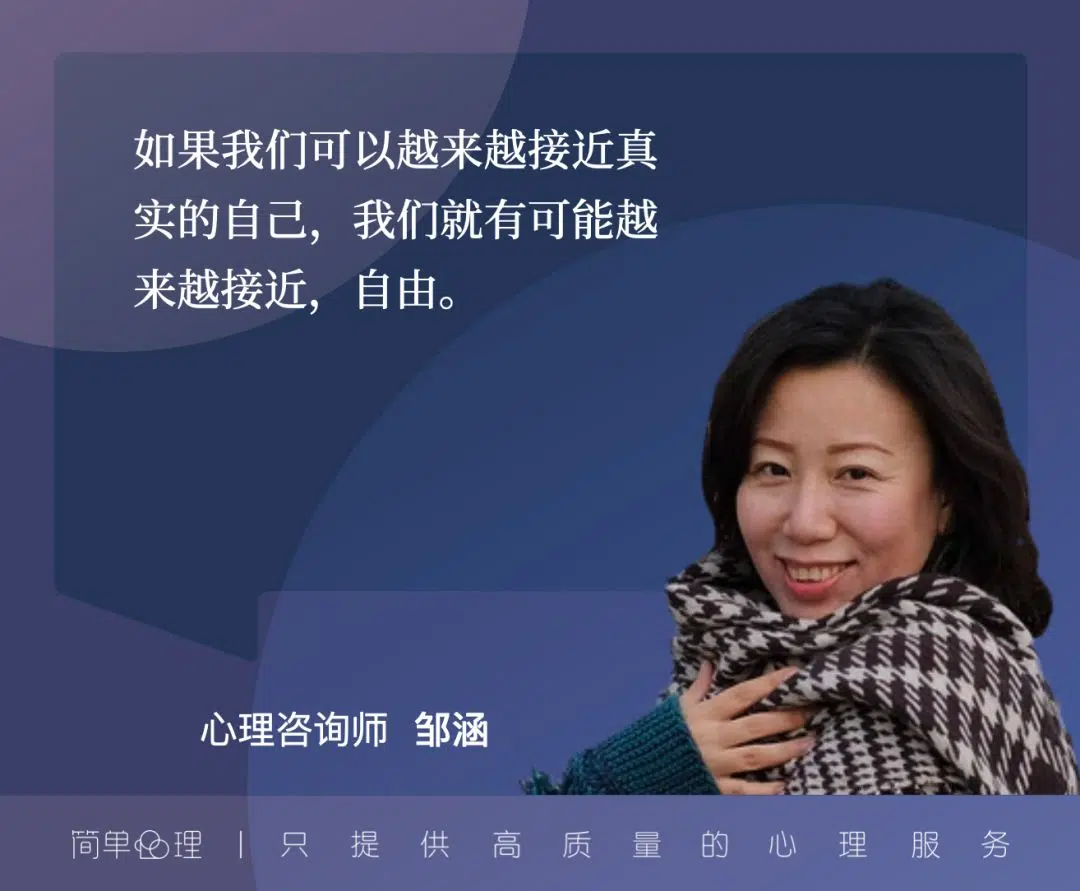 如果我们可以越来越接近真
实的自己，我们就有可能越
来越接近，自由。
心理咨询师 邹涵
简单心理 | 只提供高质量的心理服务